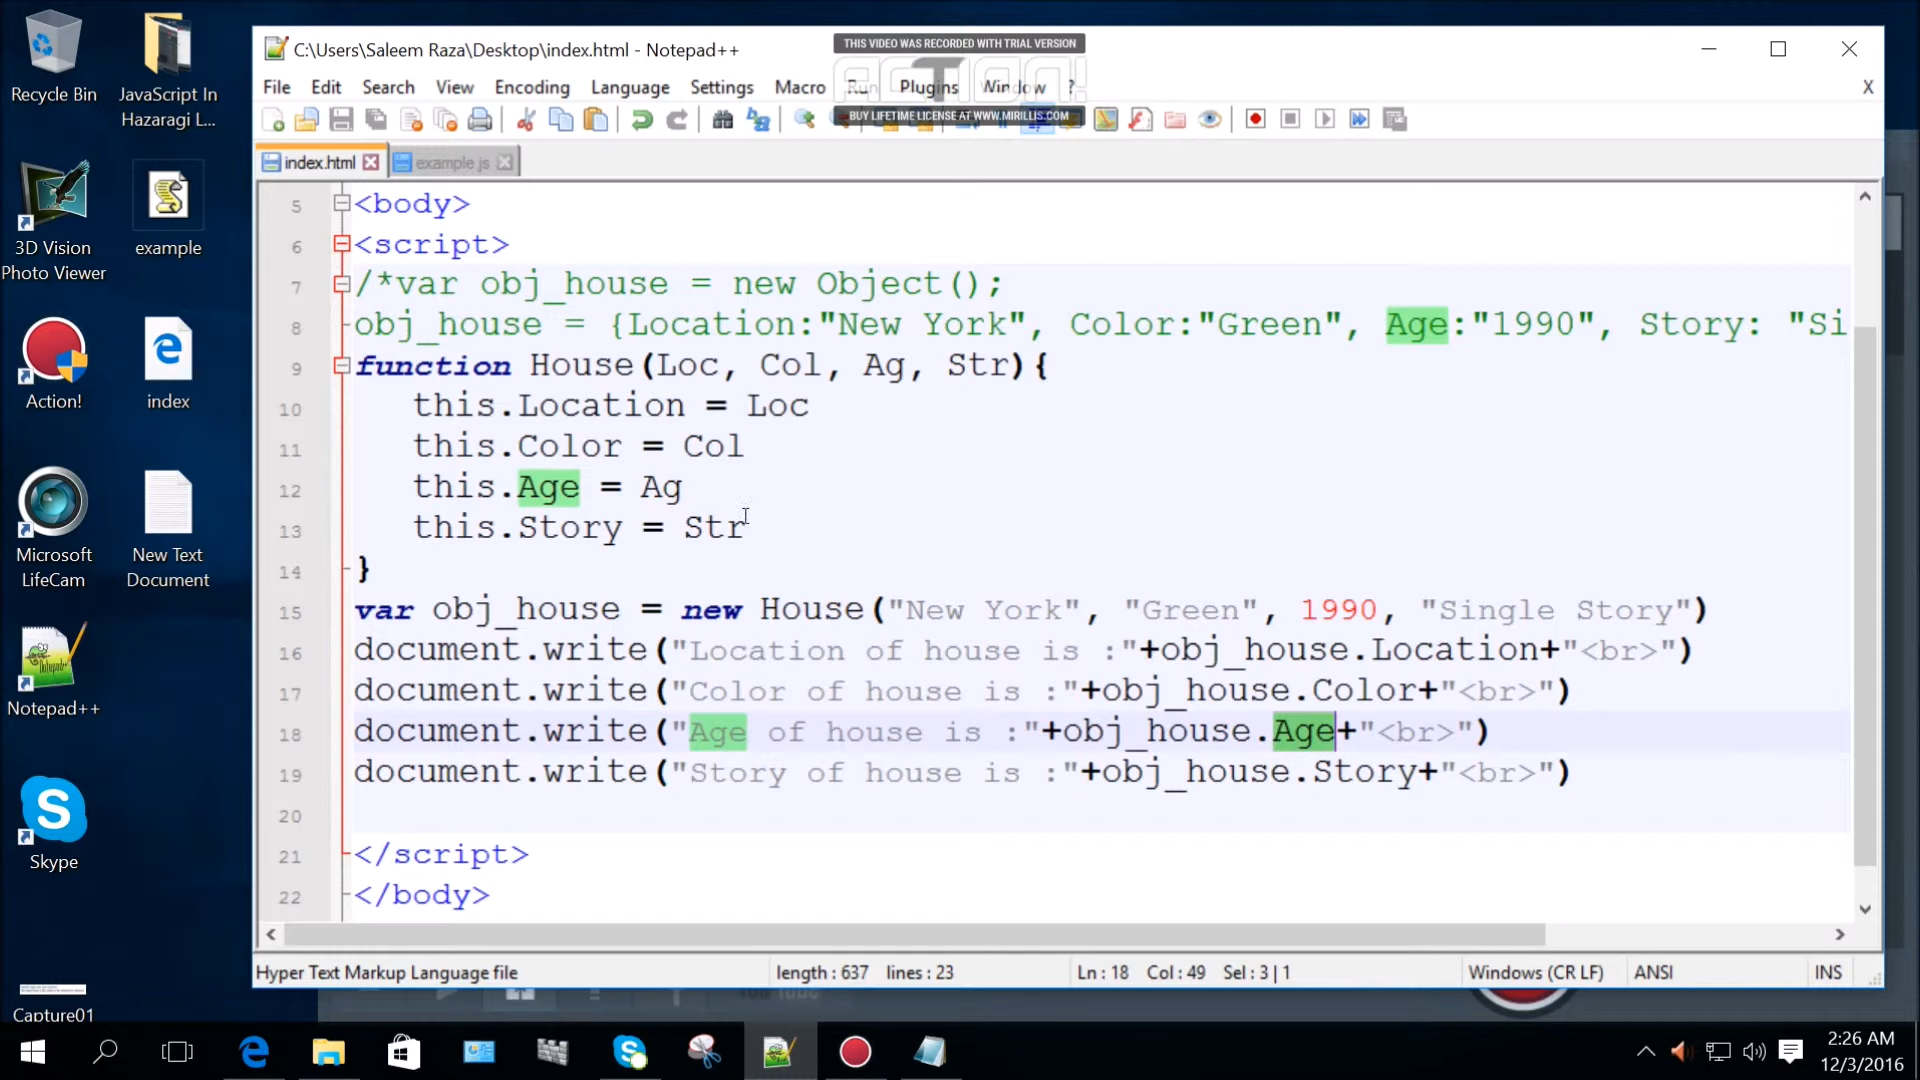 C:\Users\Saleem Raza\Desktop\index.html - Notepad++
THIS VIDEO WAS RECORDED WITH TRIAL VERSION
ACTION!
BUY LIFETIME LICENSE AT WWW.MIRILLIS.COM
File Edit Search View Encoding Language Settings Macro Run Plugins Window ? X
index.html example.js
5 <body>
6 <script>
7 /*var obj_house = new Object();
8 obj_house = {Location:"New York", Color:"Green", Age:"1990", Story: "Si
9 function House(Loc, Col, Ag, Str){
10 this.Location = Loc
11 this.Color = Col
12 this.Age = Ag
13 this.Story = Str
14 }
15 var obj_house = new House("New York", "Green", 1990, "Single Story")
16 document.write("Location of house is :"+obj_house.Location+"<br>")
17 document.write("Color of house is :"+obj_house.Color+"<br>")
18 document.write("Age of house is :"+obj_house.Age+"<br>")
19 document.write("Story of house is :"+obj_house.Story+"<br>")
20
21 </script>
22 </body>
Hyper Text Markup Language file length : 637 lines : 23 Ln : 18 Col : 49 Sel : 3 | 1 Windows (CR LF) ANSI INS
Recycle Bin
JavaScript In
Hazaragi L...
3D Vision
Photo Viewer
example
Action!
index
Microsoft
LifeCam
New Text
Document
Notepad++
Skype
Capture01
2:26 AM
12/3/2016